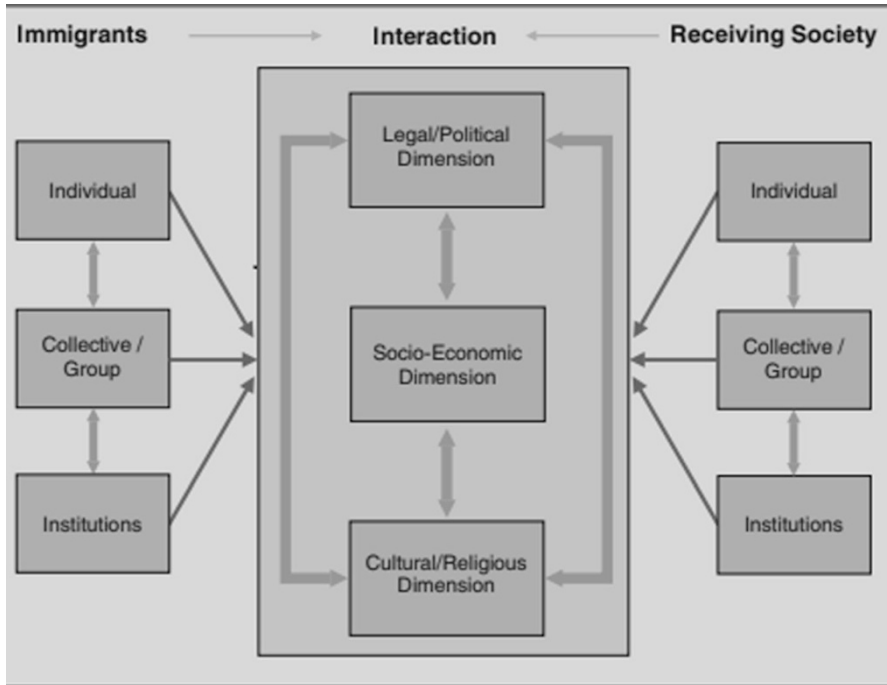 Immigrants
Interaction
Receiving Society
Individual
Collective /
Group
Institutions
Legal/Political
Dimension
Socio-Economic
Dimension
Cultural/Religious
Dimension
Individual
Collective /
Group
Institutions